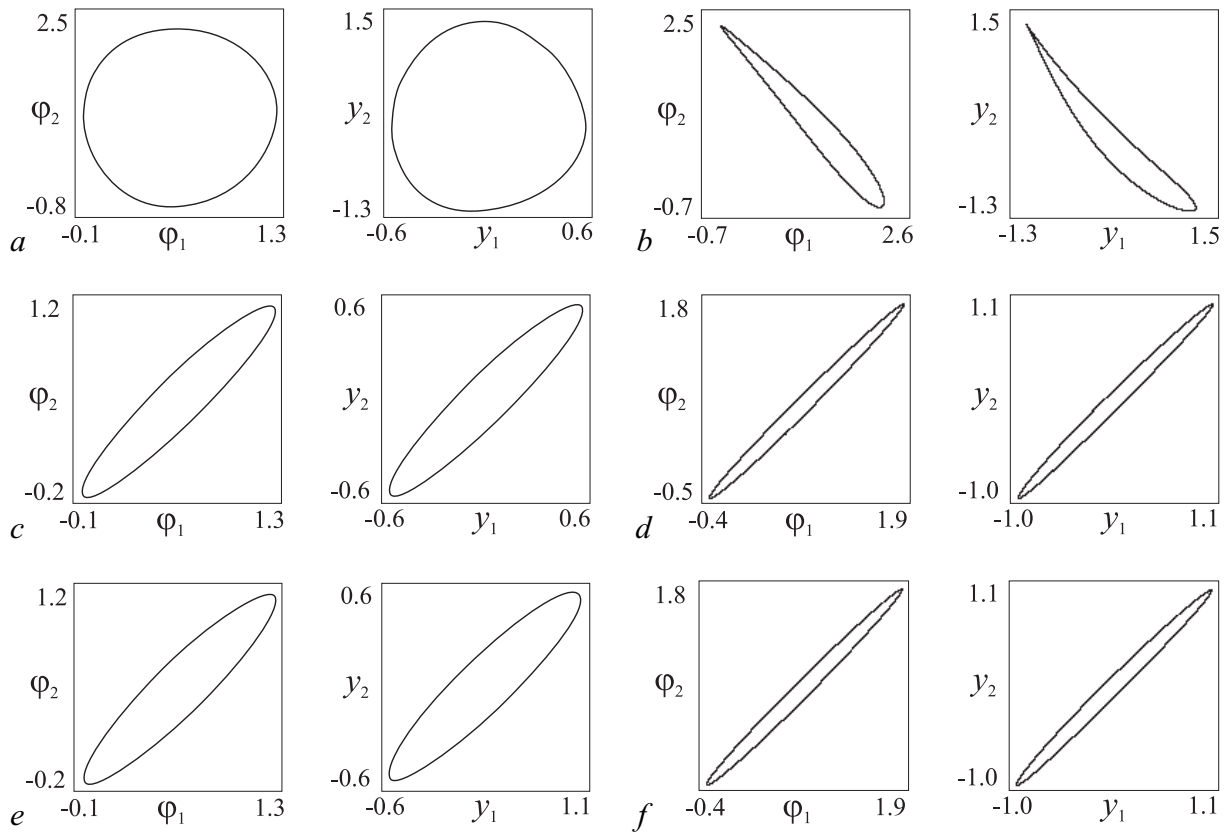 2.5
φ₂
-0.8
-0.1 φ₁ 1.3
a
1.5
y₂
-1.3
-0.6 y₁ 0.6
2.5
φ₂
-0.7
-0.7 φ₁ 2.6
b
1.5
y₂
-1.3
-1.3 y₁ 1.5
1.2
φ₂
-0.2
-0.1 φ₁ 1.3
c
0.6
y₂
-0.6
-0.6 y₁ 0.6
1.8
φ₂
-0.5
-0.4 φ₁ 1.9
d
1.1
y₂
-1.0
-1.0 y₁ 1.1
1.2
φ₂
-0.2
-0.1 φ₁ 1.3
e
0.6
y₂
-0.6
-0.6 y₁ 1.1
1.8
φ₂
-0.4 φ₁ 1.9
f
1.1
y₂
-1.0
-1.0 y₁ 1.1